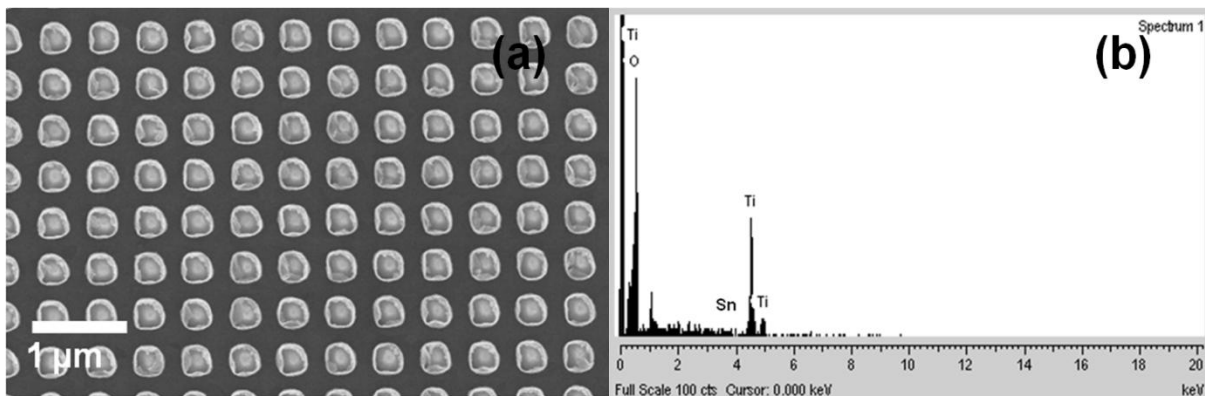 (a)
1 μm
Spectrum 1
(b)
Ti
O
Ti
Sn
Ti
0 2 4 6 8 10 12 14 16 18 20
Full Scale 100 cts Cursor: 0.000 keV
keV